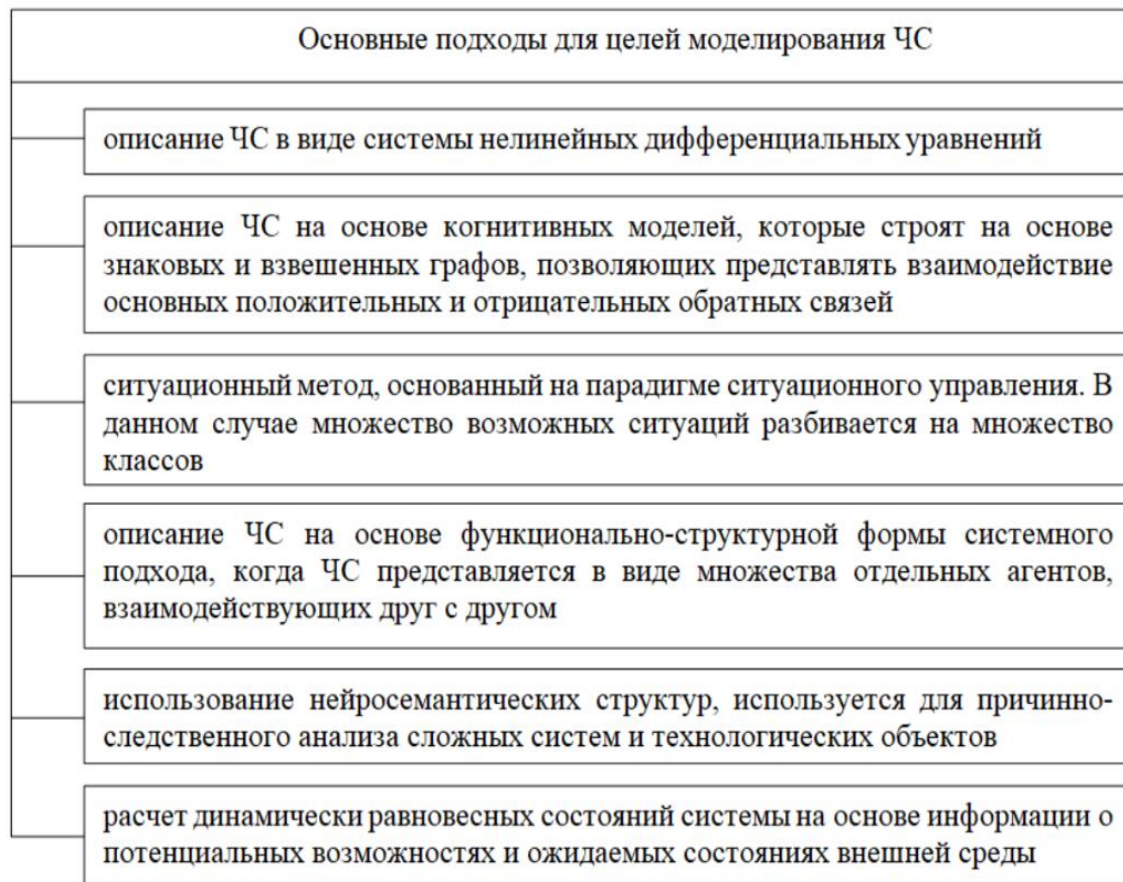 Основные подходы для целей моделирования ЧС
описание ЧС в виде системы нелинейных дифференциальных уравнений
описание ЧС на основе когнитивных моделей, которые строят на основе
знаковых и взвешенных графов, позволяющих представлять взаимодействие
основных положительных и отрицательных обратных связей
ситуационный метод, основанный на парадигме ситуационного управления. В
данном случае множество возможных ситуаций разбивается на множество
классов
описание ЧС на основе функционально-структурной формы системного
подхода, когда ЧС представляется в виде множества отдельных агентов,
взаимодействующих друг с другом
использование нейросемантических структур, используется для причинно-
следственного анализа сложных систем и технологических объектов
расчет динамически равновесных состояний системы на основе информации о
потенциальных возможностях и ожидаемых состояниях внешней среды